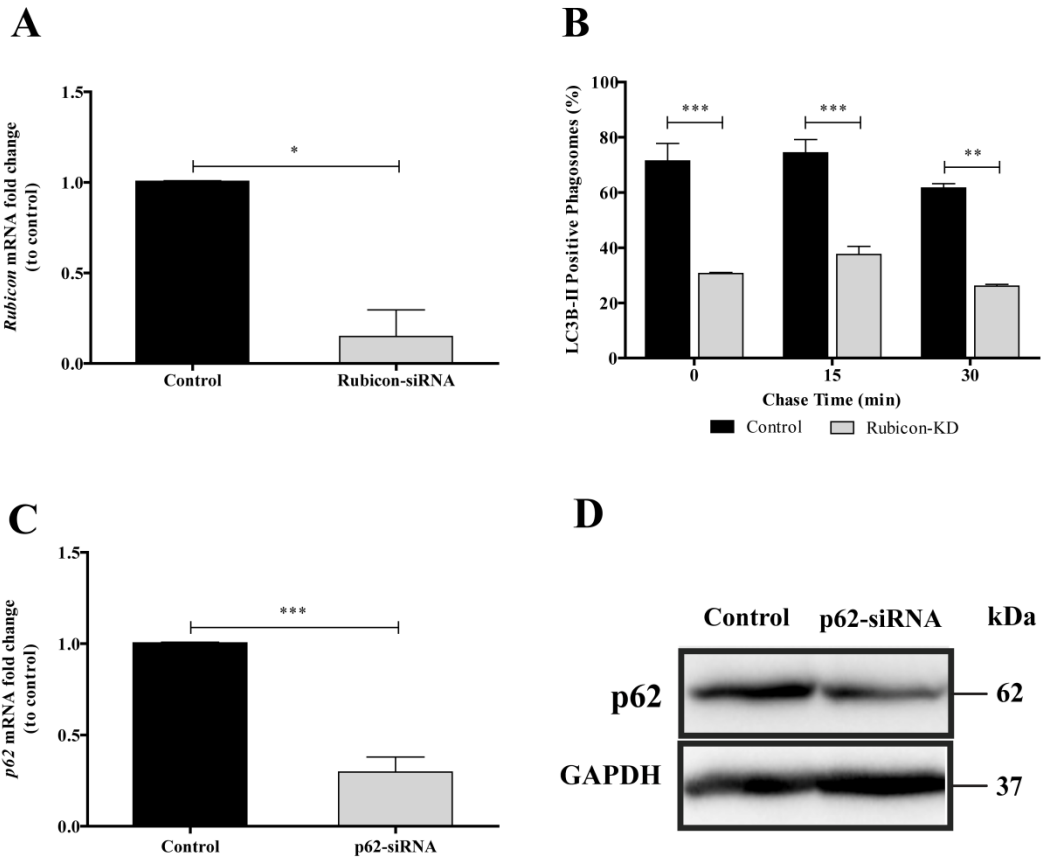 A
Rubicon mRNA fold change
(to control)
1.5
1.0
0.5
0.0
*
Control
Rubicon-siRNA
B
LC3B-II Positive Phagosomes (%)
100
80
60
40
20
0
***
***
**
0
15
30
Chase Time (min)
Control
Rubicon-KD
C
p62 mRNA fold change
(to control)
1.5
1.0
0.5
0.0
***
Control
p62-siRNA
D
Control p62-siRNA kDa
p62
62
GAPDH
37